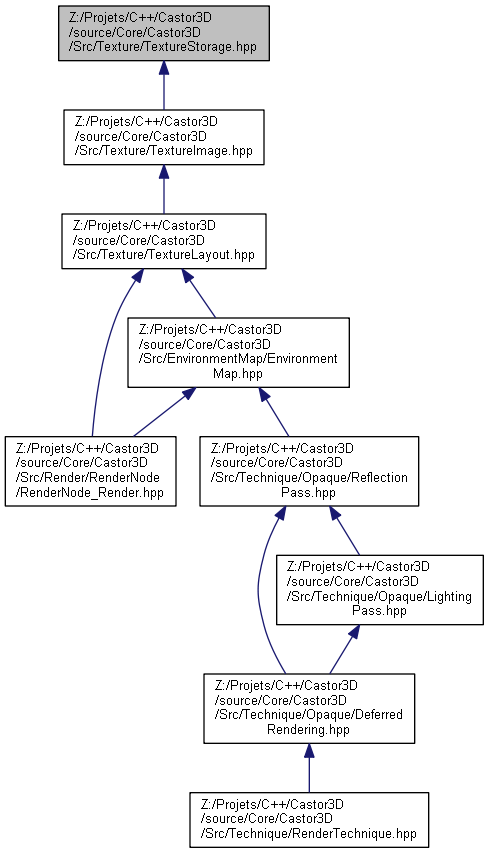 Z:/Projets/C++/Castor3D
/source/Core/Castor3D
/Src/Texture/TextureStorage.hpp
Z:/Projets/C++/Castor3D
/source/Core/Castor3D
/Src/Texture/TextureImage.hpp
Z:/Projets/C++/Castor3D
/source/Core/Castor3D
/Src/Texture/TextureLayout.hpp
Z:/Projets/C++/Castor3D
/source/Core/Castor3D
/Src/EnvironmentMap/Environment
Map.hpp
Z:/Projets/C++/Castor3D
/source/Core/Castor3D
/Src/Render/RenderNode
/RenderNode_Render.hpp
Z:/Projets/C++/Castor3D
/source/Core/Castor3D
/Src/Technique/Opaque/Reflection
Pass.hpp
Z:/Projets/C++/Castor3D
/source/Core/Castor3D
/Src/Technique/Opaque/Lighting
Pass.hpp
Z:/Projets/C++/Castor3D
/source/Core/Castor3D
/Src/Technique/Opaque/Deferred
Rendering.hpp
Z:/Projets/C++/Castor3D
/source/Core/Castor3D
/Src/Technique/RenderTechnique.hpp